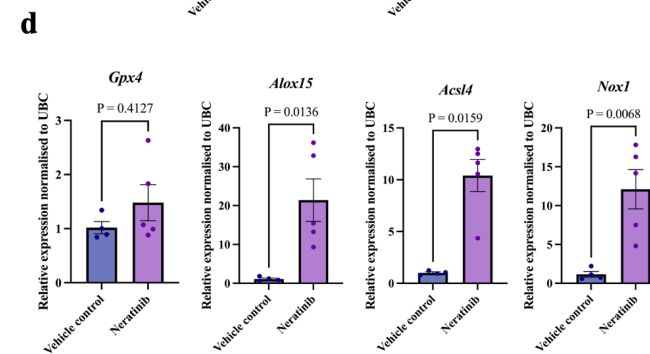 Vehicle
Vehicle
d
Gpx4
P = 0.4127
Relative expression normalised to UBC
3
2
1
0
Vehicle control
Neratinib
Alox15
P = 0.0136
Relative expression normalised to UBC
40
30
20
10
0
Vehicle control
Neratinib
Acsl4
P = 0.0159
Relative expression normalised to UBC
15
10
5
0
Vehicle control
Neratinib
Nox1
P = 0.0068
Relative expression normalised to UBC
20
15
10
5
0
Vehicle control
Neratinib